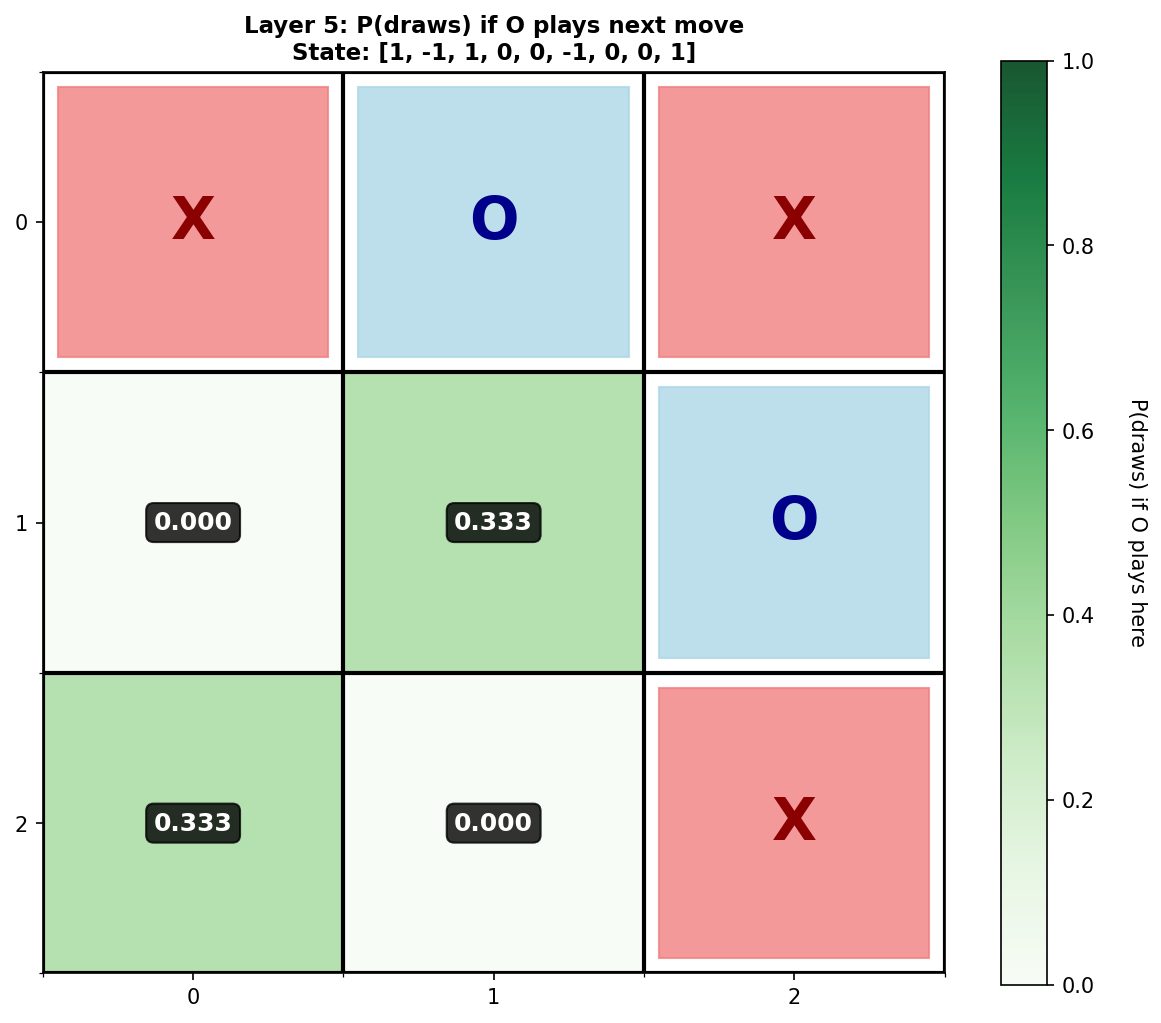 Layer 5: P(draws) if O plays next move
State: [1, -1, 1, 0, 0, -1, 0, 0, 1]
X
O
X
0
0.000
0.333
O
1
0.333
0.000
X
2
0
1
2
1.0
0.8
0.6
0.4
0.2
0.0
P(draws) if O plays here